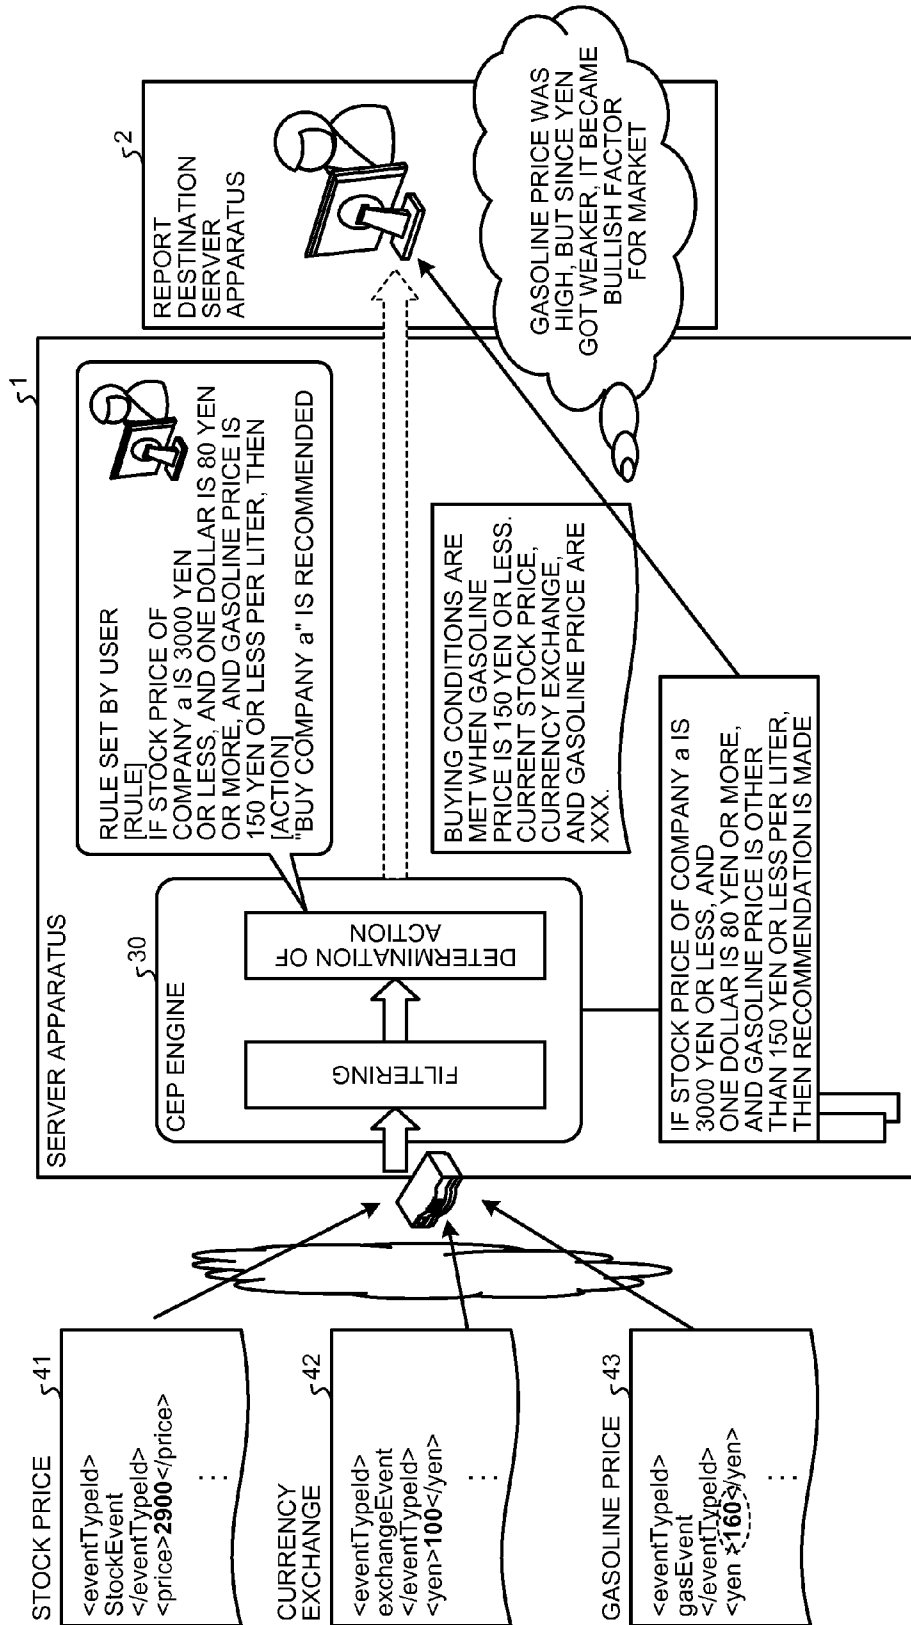 STOCK PRICE
41
<eventTypeId>
StockEvent
</eventTypeId>
<price>2900</price>
⋮
CURRENCY
EXCHANGE
42
<eventTypeId>
exchangeEvent
</eventTypeId>
<yen>100</yen>
⋮
GASOLINE PRICE
43
<eventTypeId>
gasEvent
</eventTypeId>
<yen >160</yen>
⋮
SERVER APPARATUS
1
CEP ENGINE
30
FILTERING
DETERMINATION OF
ACTION
RULE SET BY USER
[RULE]
IF STOCK PRICE OF
COMPANY a IS 3000 YEN
OR LESS, AND ONE DOLLAR IS 80 YEN
OR MORE, AND GASOLINE PRICE IS
150 YEN OR LESS PER LITER, THEN
[ACTION]
"BUY COMPANY a" IS RECOMMENDED
BUYING CONDITIONS ARE
MET WHEN GASOLINE
PRICE IS 150 YEN OR LESS.
CURRENT STOCK PRICE,
CURRENCY EXCHANGE,
AND GASOLINE PRICE ARE
XXX.
IF STOCK PRICE OF COMPANY a IS
3000 YEN OR LESS, AND
ONE DOLLAR IS 80 YEN OR MORE,
AND GASOLINE PRICE IS OTHER
THAN 150 YEN OR LESS PER LITER,
THEN RECOMMENDATION IS MADE
REPORT
DESTINATION
SERVER
APPARATUS
2
GASOLINE PRICE WAS
HIGH, BUT SINCE YEN
GOT WEAKER, IT BECAME
BULLISH FACTOR
FOR MARKET